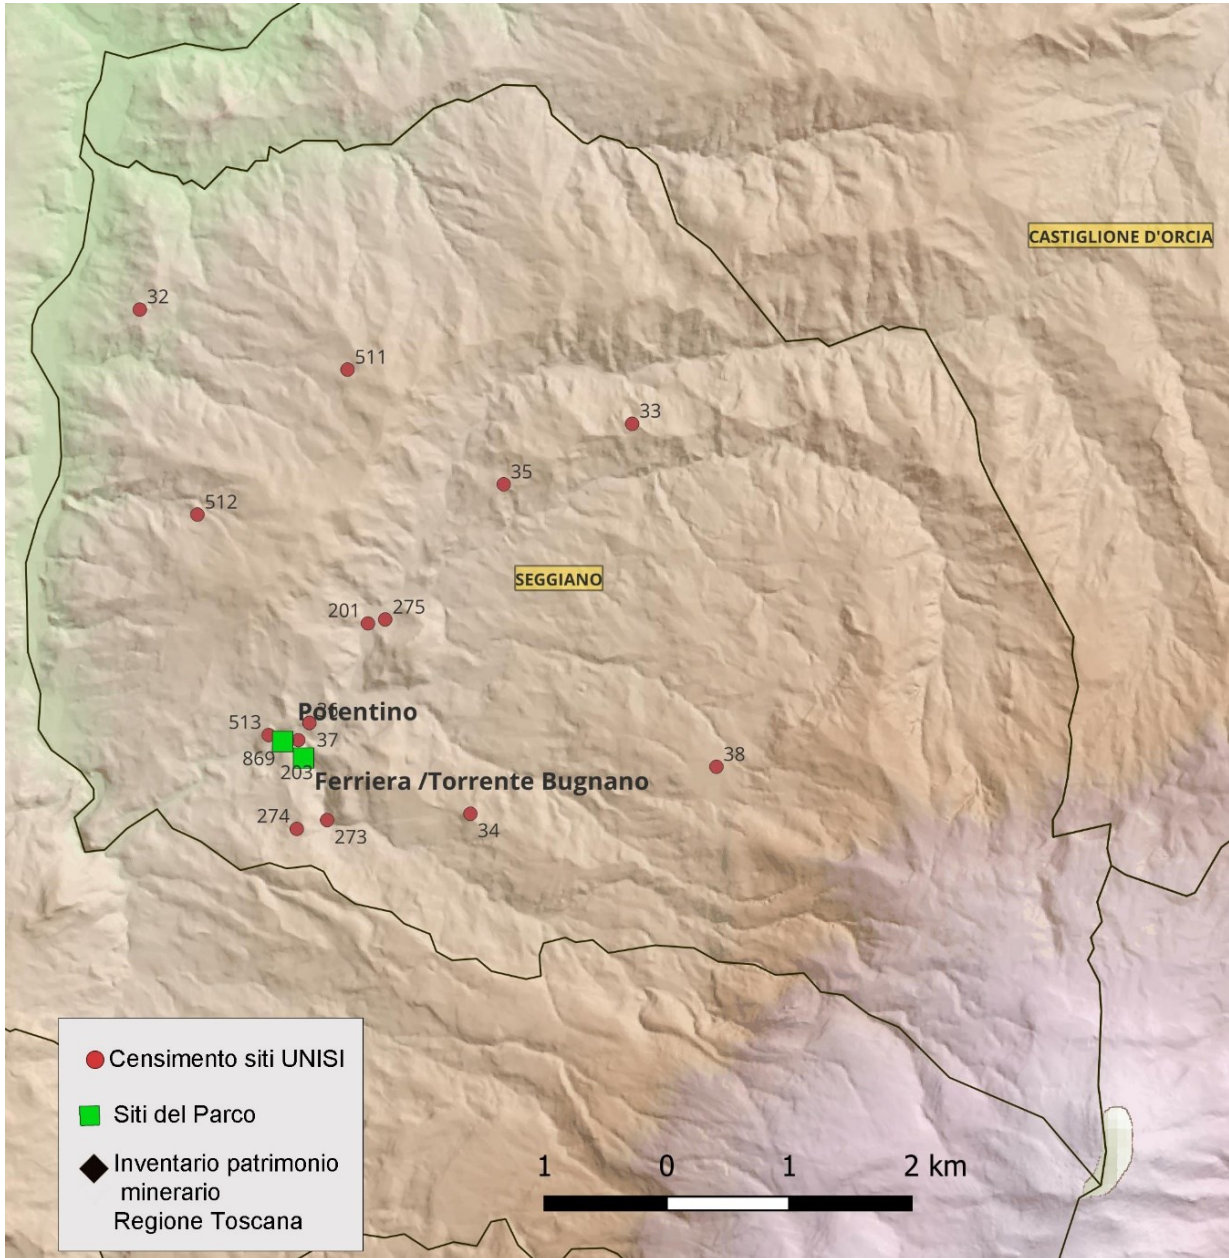 CASTIGLIONE D'ORCIA
32
511
33
35
512
SEGGIANO
201
275
36
Potentino
513
37
869
203
Ferriera /Torrente Bugnano
38
274
273
34
Censimento siti UNISI
Siti del Parco
Inventario patrimonio
minerario
Regione Toscana
1 0 1 2 km